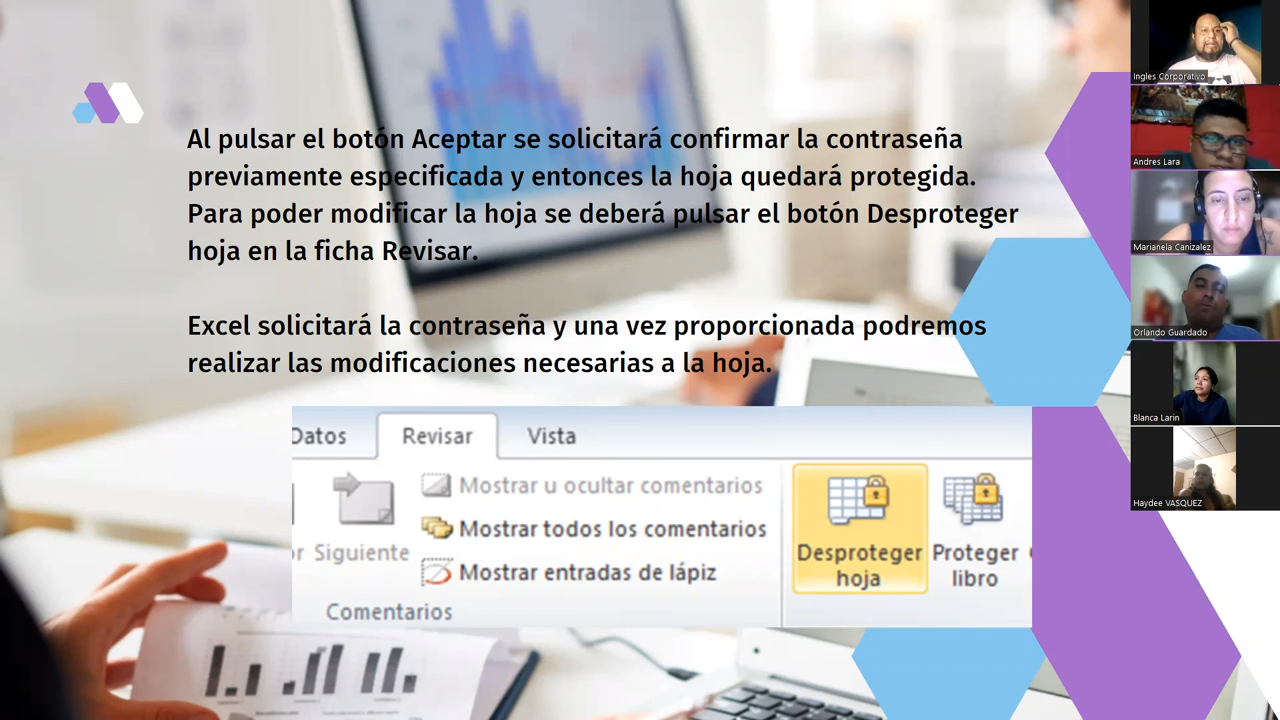 Al pulsar el botón Aceptar se solicitará confirmar la contraseña
previamente especificada y entonces la hoja quedará protegida.
Para poder modificar la hoja se deberá pulsar el botón Desproteger
hoja en la ficha Revisar.
Excel solicitará la contraseña y una vez proporcionada podremos
realizar las modificaciones necesarias a la hoja.
Datos
Revisar
Vista
Siguiente
Mostrar u ocultar comentarios
Mostrar todos los comentarios
Mostrar entradas de lápiz
Comentarios
Desproteger
hoja
Proteger
libro
Ingles Corporativo
Andres Lara
Marianela Canizalez
Orlando Guardado
Blanca Larin
Haydee VASQUEZ